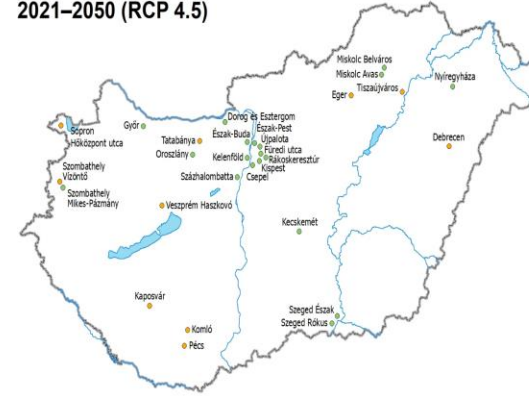 2021–2050 (RCP 4.5)
Miskolc Belváros
Miskolc Avas
Tiszaújváros
Eger
Nyíregyháza
Debrecen
Sopron
Hőközpont utca
Győr
Dorog és Esztergom
Észak-Pest
Észak-Buda
Újpalota
Füredi utca
Rákoskeresztúr
Kispest
Csepel
Kelenföld
Tatabánya
Oroszlány
Százhalombatta
Szombathely
Vízöntő
Szombathely
Mikes-Pázmány
Veszprém Haszkovó
Kecskemét
Kaposvár
Komló
Pécs
Szeged Észak
Szeged Rókus